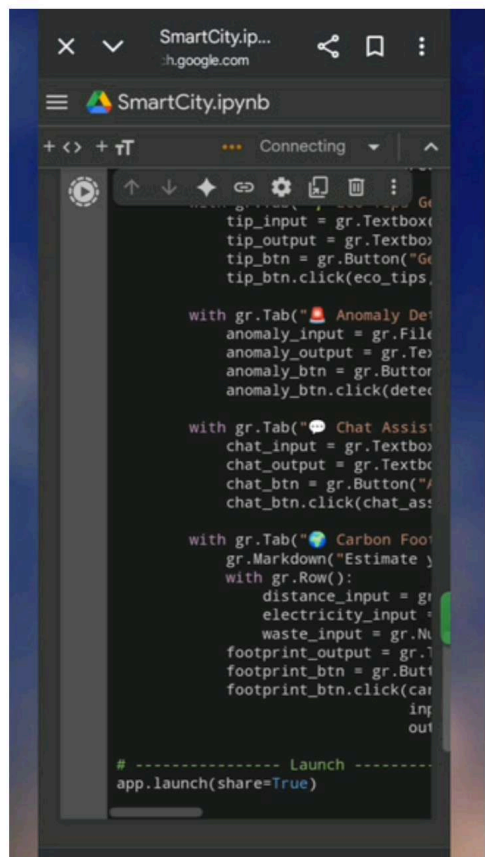 SmartCity.ip...
:h.google.com
SmartCity.ipynb
+ <> + TT ••• Connecting
tip_input = gr.Textbox(
tip_output = gr.Textbox
tip_btn = gr.Button("Ge
tip_btn.click(eco_tips,
with gr.Tab("🚨 Anomaly Det
anomaly_input = gr.File
anomaly_output = gr.Tex
anomaly_btn = gr.Button
anomaly_btn.click(detec
with gr.Tab("💬 Chat Assist
chat_input = gr.Textbox
chat_output = gr.Textbo
chat_btn = gr.Button("A
chat_btn.click(chat_ass
with gr.Tab("🌍 Carbon Foot
gr.Markdown("Estimate y
with gr.Row():
distance_input = gr
electricity_input =
waste_input = gr.Nu
footprint_output = gr.T
footprint_btn = gr.Butt
footprint_btn.click(car
inp
out
# ---------------- Launch ---------
app.launch(share=True)